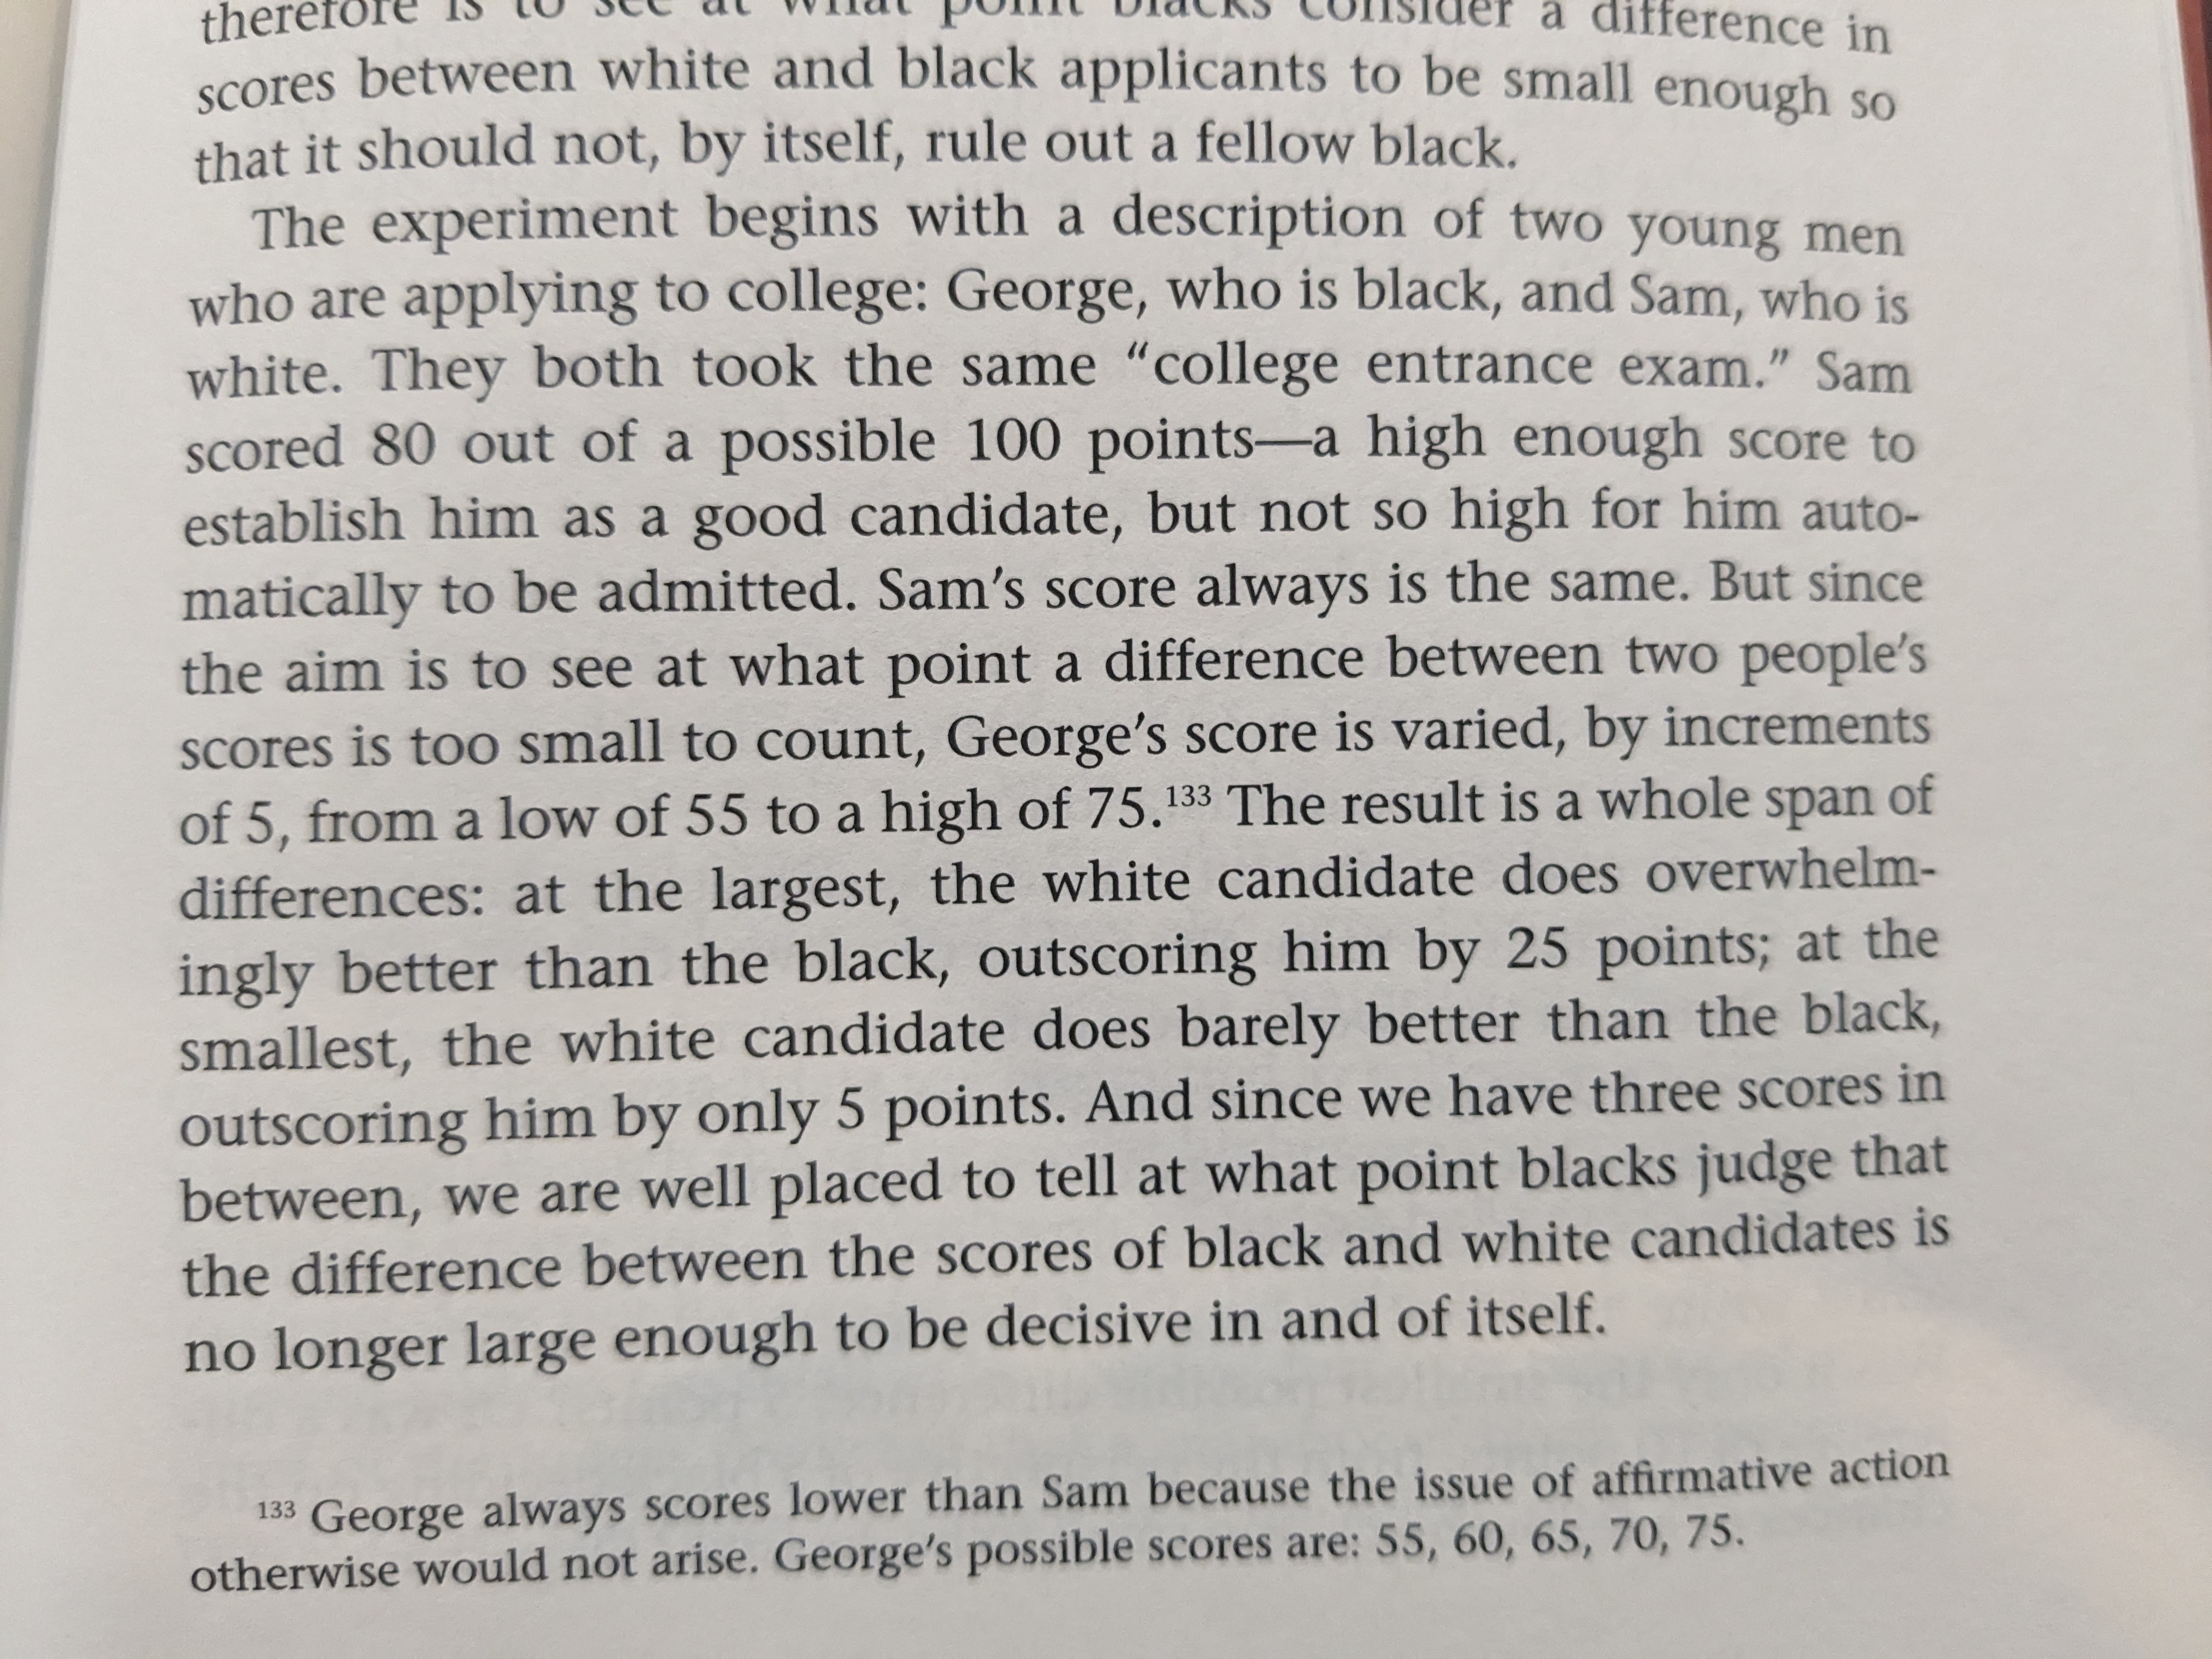 therefore is to see at what point blacks consider a difference in
scores between white and black applicants to be small enough so
that it should not, by itself, rule out a fellow black.
The experiment begins with a description of two young men
who are applying to college: George, who is black, and Sam, who is
white. They both took the same “college entrance exam.” Sam
scored 80 out of a possible 100 points—a high enough score to
establish him as a good candidate, but not so high for him auto-
matically to be admitted. Sam’s score always is the same. But since
the aim is to see at what point a difference between two people’s
scores is too small to count, George’s score is varied, by increments
of 5, from a low of 55 to a high of 75.¹³³ The result is a whole span of
differences: at the largest, the white candidate does overwhelm-
ingly better than the black, outscoring him by 25 points; at the
smallest, the white candidate does barely better than the black,
outscoring him by only 5 points. And since we have three scores in
between, we are well placed to tell at what point blacks judge that
the difference between the scores of black and white candidates is
no longer large enough to be decisive in and of itself.
¹³³ George always scores lower than Sam because the issue of affirmative action
otherwise would not arise. George’s possible scores are: 55, 60, 65, 70, 75.